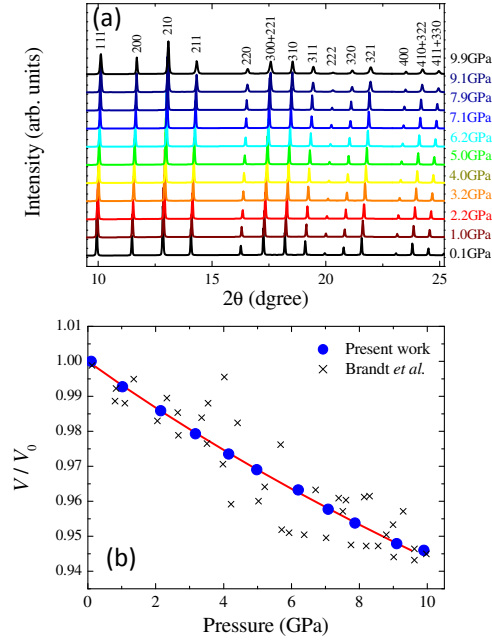 (a)
111
200
210
211
220
300+221
310
311
222
320
321
400
410+322
411+330
9.9GPa
9.1GPa
7.9GPa
7.1GPa
6.2GPa
5.0GPa
4.0GPa
3.2GPa
2.2GPa
1.0GPa
0.1GPa
Intensity (arb. units)
10 15 20 25
2θ (dgree)
1.01
1.00
0.99
0.98
0.97
0.96
0.95
0.94
V / V0
Present work
Brandt et al.
(b)
0 2 4 6 8 10
Pressure (GPa)